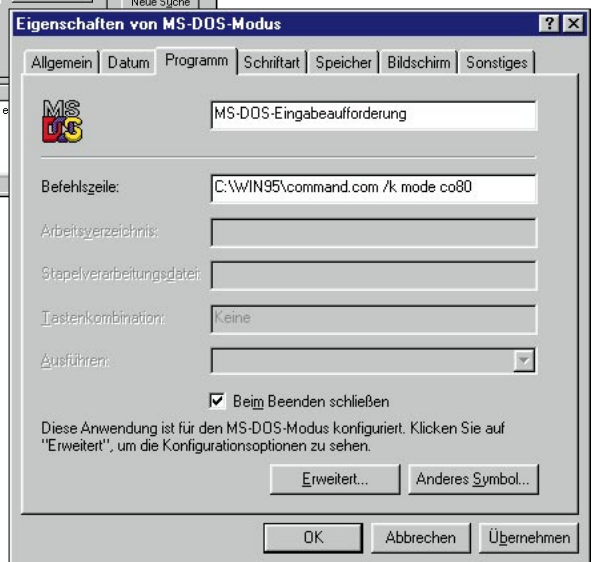 Neue Suche
Eigenschaften von MS-DOS-Modus
Allgemein Datum Programm Schriftart Speicher Bildschirm Sonstiges
MS DOS
MS-DOS-Eingabeaufforderung
Befehlszeile: C:\WIN95\command.com /k mode co80
Arbeitsverzeichnis:
Stapelverarbeitungsdatei:
Tastenkombination: Keine
Ausführen:
Beim Beenden schließen
Diese Anwendung ist für den MS-DOS-Modus konfiguriert. Klicken Sie auf
"Erweitert", um die Konfigurationsoptionen zu sehen.
Erweitert... Anderes Symbol...
OK Abbrechen Übernehmen